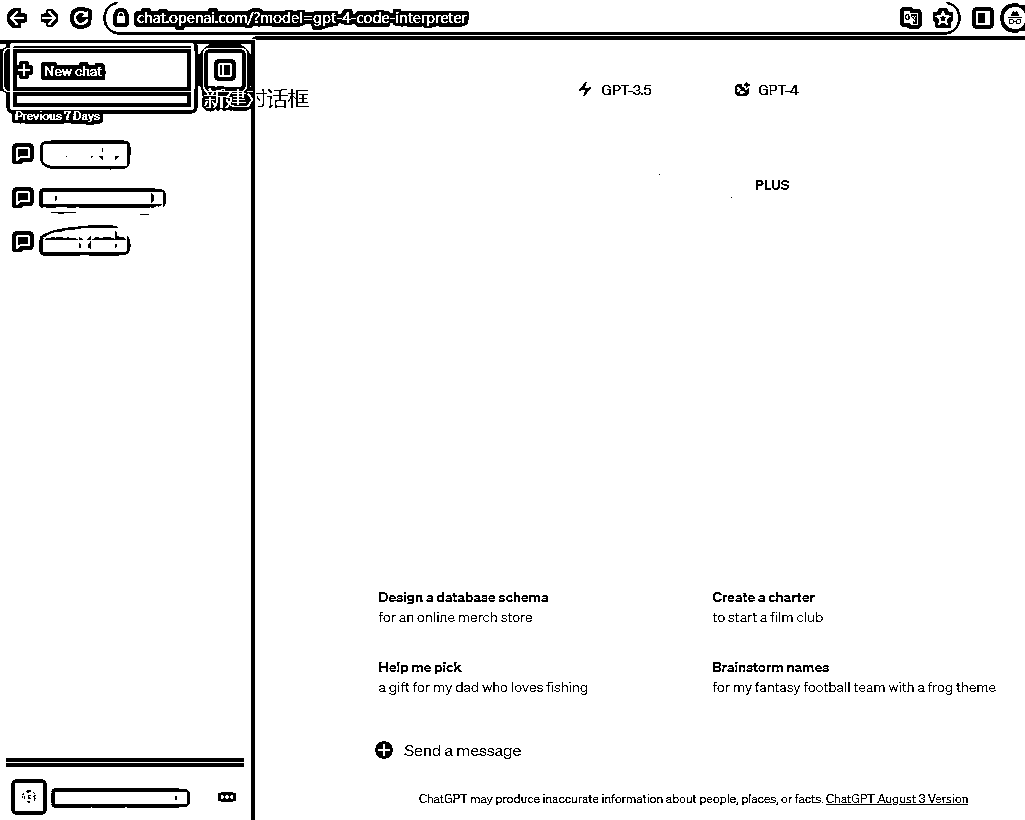 chat.openai.com/?model=gpt-4-code-interpreter
New chat
新建对话框
Previous 7 Days
GPT-3.5
GPT-4
PLUS
Design a database schema
for an online merch store
Create a charter
to start a film club
Help me pick
a gift for my dad who loves fishing
Brainstorm names
for my fantasy football team with a frog theme
Send a message
ChatGPT may produce inaccurate information about people, places, or facts. ChatGPT August 3 Version